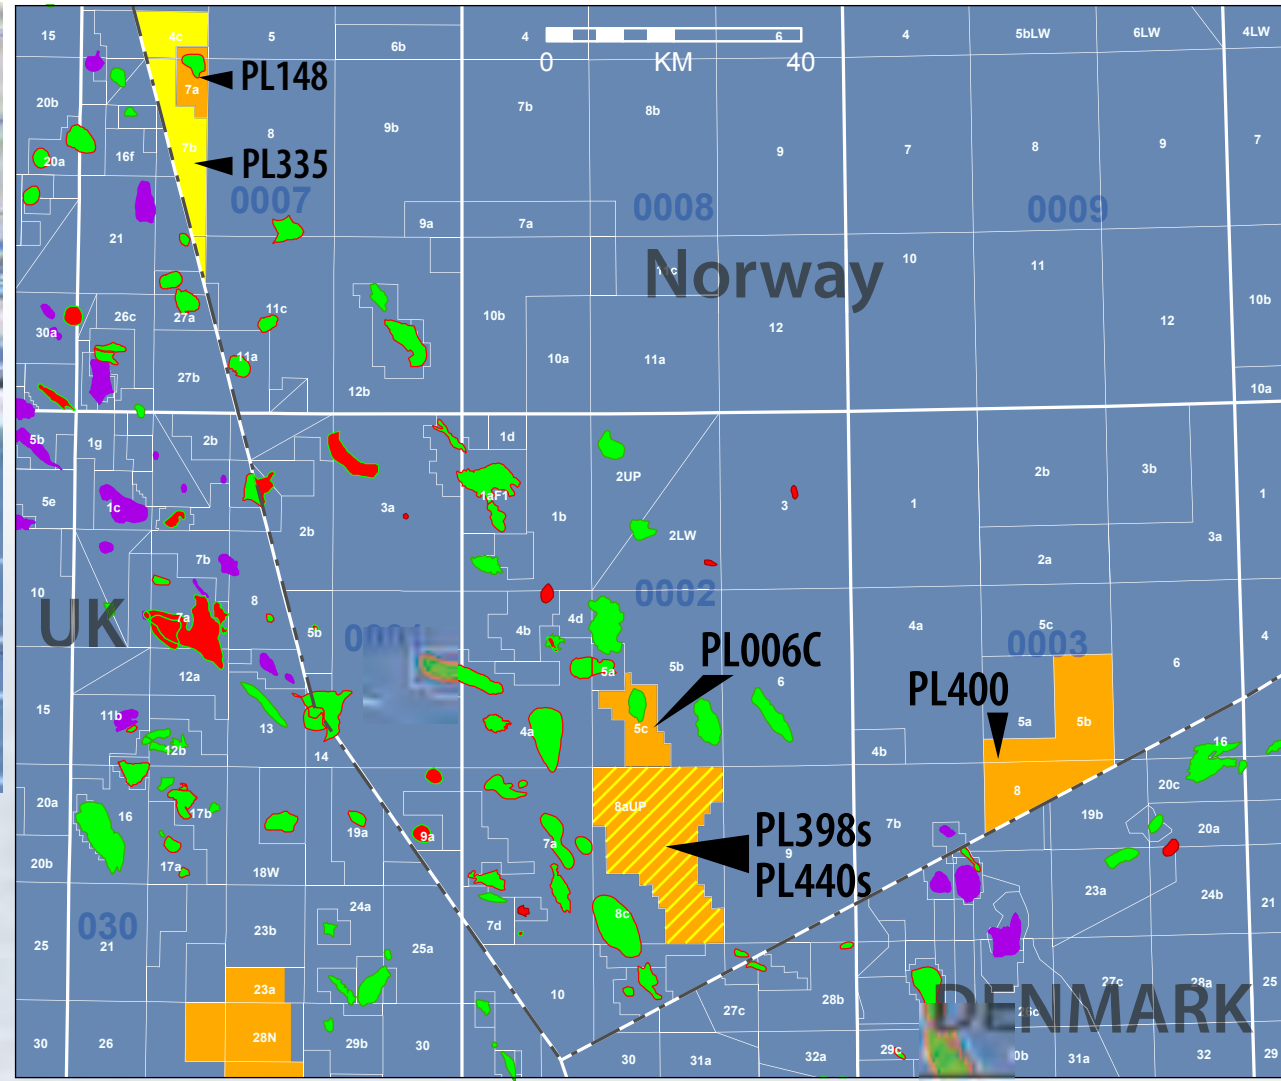 15
4c
5
6b
4
6
4
5bLW
6LW
4LW
0
KM
40
PL148
7a
20b
7b
8b
9b
8
16f
7b
9
7
8
9
7
20a
PL335
0007
0008
0009
9a
7a
21
10
11
11c
Norway
10b
26c
27a
11c
10b
12
12
30a
11a
10a
11a
27b
12b
10a
5b
1g
2b
1d
2UP
2b
3b
5e
1c
3a
1aF1
1b
3
1
1
2b
2LW
3a
7b
2a
10
8
0002
UK
7a
5b
0001
4b
4d
4a
5c
0003
4
12a
5a
5b
PL006C
6
6
PL400
15
11b
13
4a
5c
5a
5b
12b
14
4b
16
20a
16
17b
19a
9a
8aUP
8
20c
7a
PL398s
7b
19b
20a
9
20b
17a
18W
PL440s
23a
24b
24a
8c
21
030
23b
7d
25
21
25a
23a
10
27c
28b
27c
28a
25
DENMARK
26c
28N
30
26
29b
30
30
31a
32a
29c
0b
31a
32
29